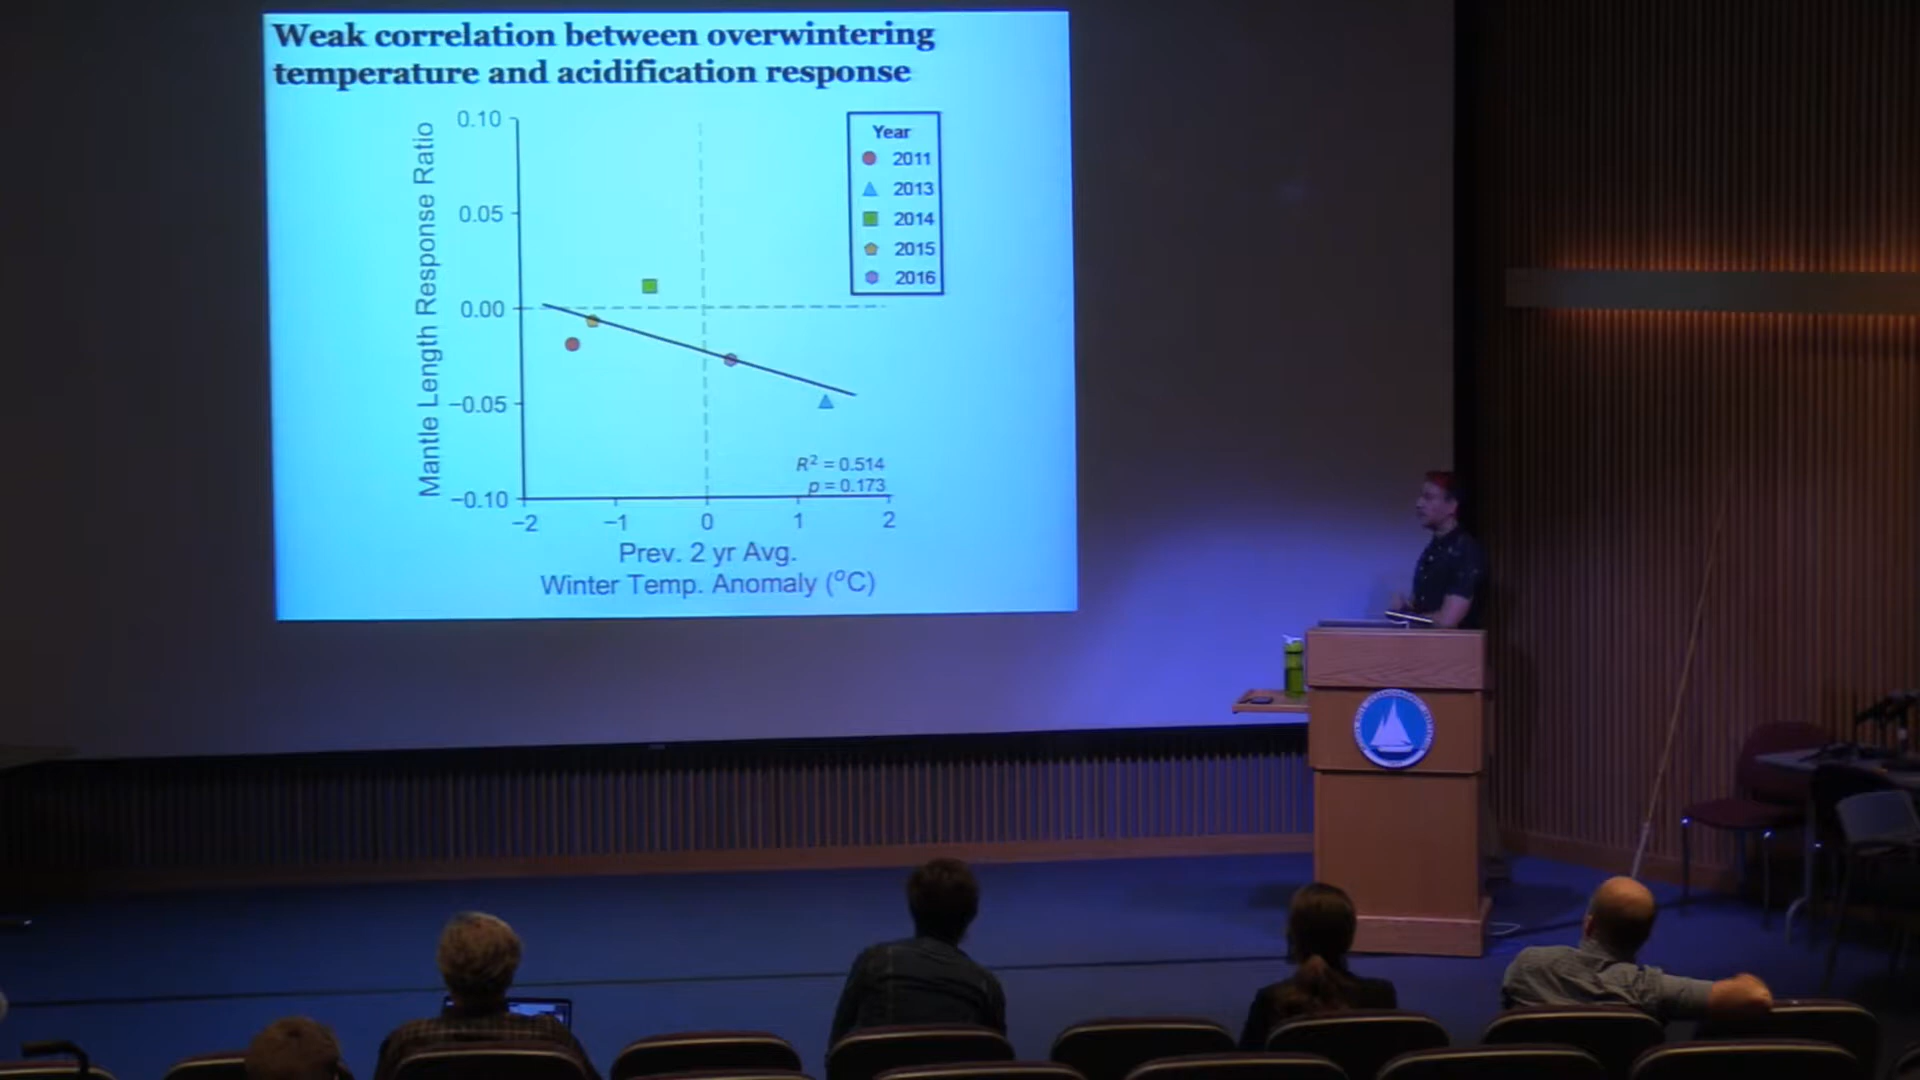 Weak correlation between overwintering
temperature and acidification response
Mantle Length Response Ratio
0.10
0.05
0.00
−0.05
−0.10
Year
2011
2013
2014
2015
2016
R² = 0.514
p = 0.173
−2
−1
0
1
2
Prev. 2 yr Avg.
Winter Temp. Anomaly (°C)